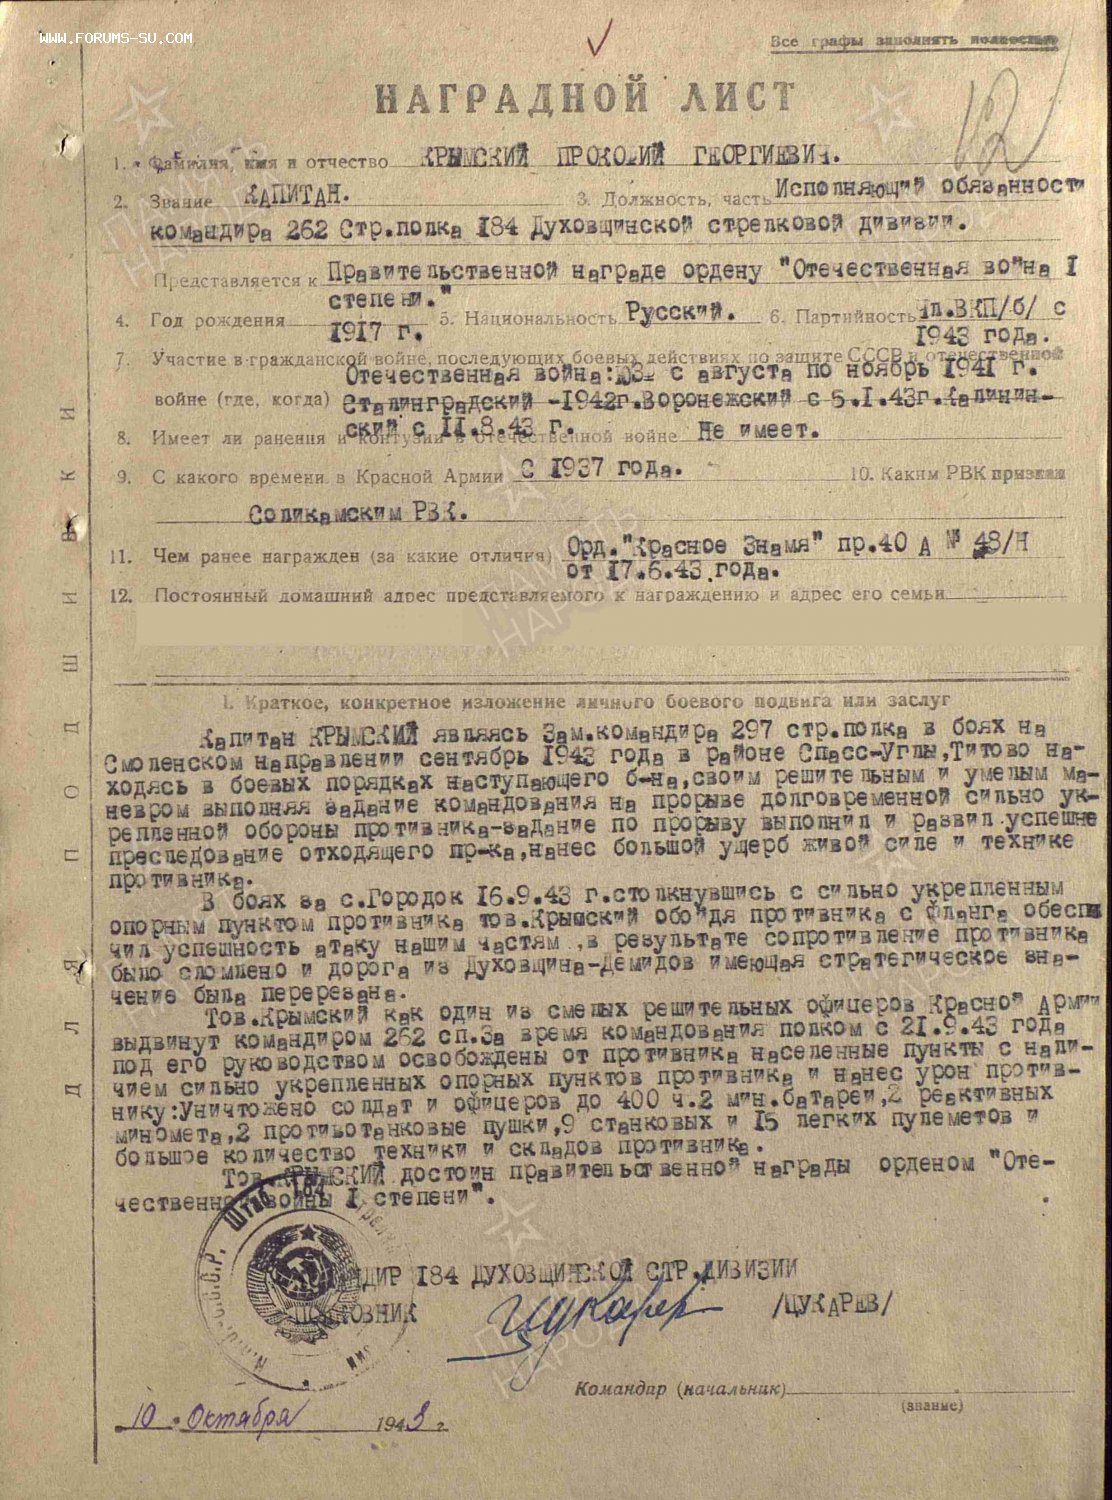 WWW.FORUMS-SU.COM
Все графы заполнять полностью
12
НАГРАДНОЙ ЛИСТ
1. Фамилия, имя и отчество КРЫМСКИЙ ПРОКОПИЙ ГЕОРГИЕВИЧ.
2. Звание КАПИТАН. 3. Должность, часть Исполняющий обязанности
командира 262 Стр.полка 184 Духовщинской стрелковой дивизии.
Представляется к Правительственной награде ордену "Отечественная война I
степени."
4. Год рождения 1917 г. 5. Национальность Русский. 6. Партийность Чл.ВКП/б/ с
1943 года.
7. Участие в гражданской войне, последующих боевых действиях по защите СССР и отечественной
Отечественная война:ЮЗФ с августа по ноябрь 1941 г.
войне (где, когда) Сталинградский -1942г.Воронежский с 5.1.43г.Калинин-
ский с 11.8.43 г.
8. Имеет ли ранения и контузии в отечественной войне Не имеет.
9. С какого времени в Красной Армии С 1937 года. 10. Каким РВК призван
Соликамским РВК.
11. Чем ранее награжден (за какие отличия) Орд."Красное Знамя" пр.40 А № 48/Н
от 17.6.43.года.
12. Постоянный домашний адрес представляемого к награждению и адрес его семьи
I. Краткое, конкретное изложение личного боевого подвига или заслуг
Капитан КРЫМСКИЙ являясь Зам.командира 297 стр.полка в боях на
Смоленском направлении сентябрь 1943 года в районе Спасс-Углы,Титово на-
ходясь в боевых порядках наступающего б-на,своим решительным и умелым ма-
невром выполняя задание командования на прорыве долговременной сильно ук-
репленной обороны противника-задание по прорыву выполнил и развил успешне
преследование отходящего пр-ка,нанес большой ущерб живой силе и технике
противника.
В боях за с.Городок 16.9.43 г.столкнувшись с сильно укрепленным
опорным пунктом противника тов.Крымский обойдя противника с фланга обеспе
чил успешность атаку нашим частям ,в результате сопротивление противника
было сломлено и дорога из Духовщина-Демидов имеющая стратегическое зна-
чение была перерезана.
Тов.Крымский как один из смелых решительных офицеров Красной Армии
выдвинут командиром 262 сп.За время командования полком с 21.9.43 года
под его руководством освобождены от противника населенные пункты с нали-
чием сильно укрепленных опорных пунктов противника и нанес урон против-
нику:Уничтожено солдат и офицеров до 400 ч.2 мин.батареи,2 реактивных
миномета,2 противотанковые пушки,9 станковых и 15 легких пулеметов и
большое количество техники и складов противника.
Тов.КРЫМСКИЙ достоин правительственной награды орденом "Оте-
чественной войны I степени".
КОМАНДИР 184 ДУХОВЩИНСКОЙ СТР.ДИВИЗИИ
ПОЛКОВНИК Цукарев /ЦУКАРЕВ/
Штаб 184 Стрелк
Н.К.О.-С.С.С.Р.
Командир (начальник)
(звание)
10 " Октября 1943 г.
ДЛЯ ПОДШИВКИ
ПАМЯТЬ НАРОДА